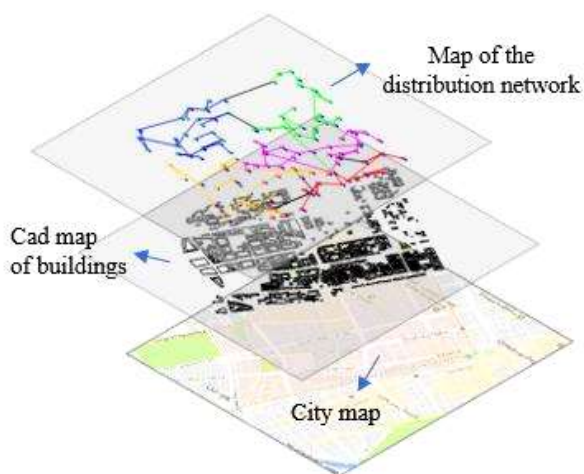 Map of the
distribution network
Cad map
of buildings
City map